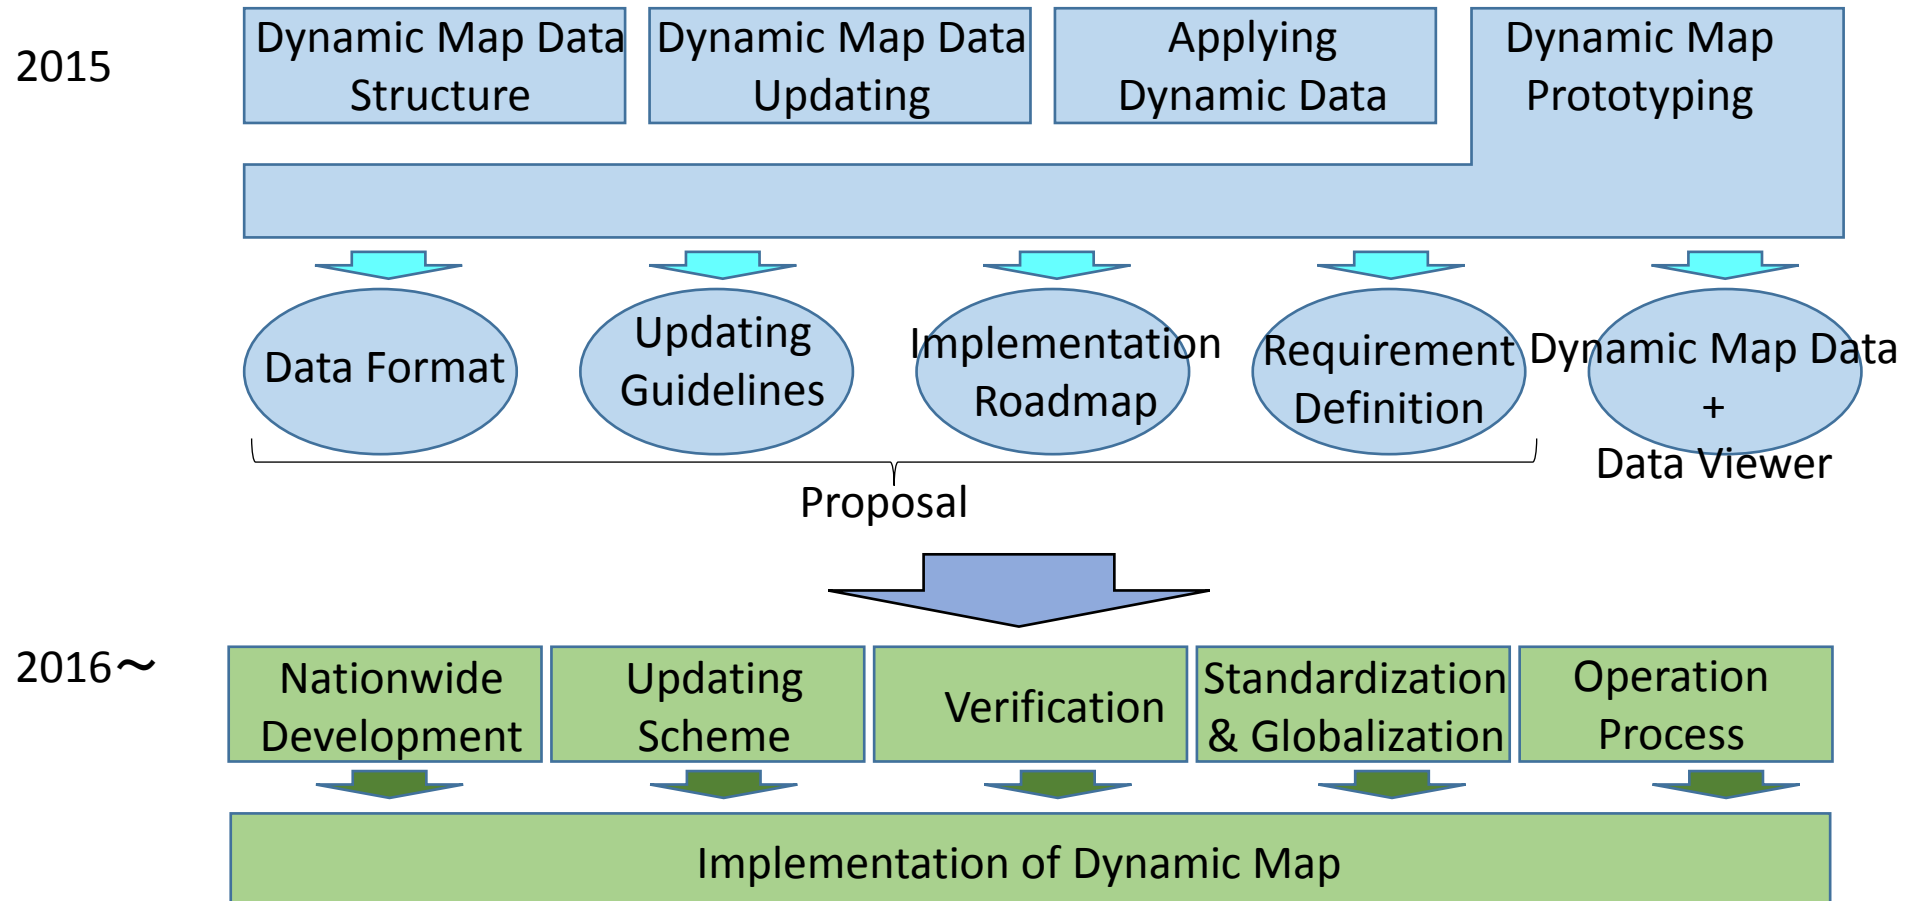 2015
Dynamic Map Data
Structure
Dynamic Map Data
Updating
Applying
Dynamic Data
Dynamic Map
Prototyping
Data Format
Updating
Guidelines
Implementation
Roadmap
Requirement
Definition
Dynamic Map Data
+
Data Viewer
Proposal
2016～
Nationwide
Development
Updating
Scheme
Verification
Standardization
& Globalization
Operation
Process
Implementation of Dynamic Map